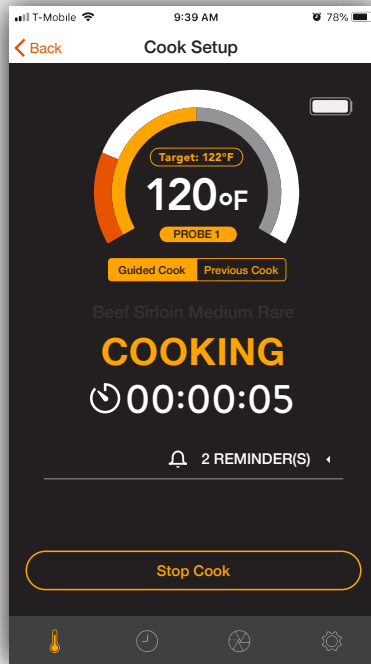 T-Mobile 9:39 AM 78%
Back Cook Setup
Target: 122°F
120°F
PROBE 1
Guided Cook Previous Cook
Beef Sirloin Medium Rare
COOKING
00:00:05
2 REMINDER(S)
Stop Cook